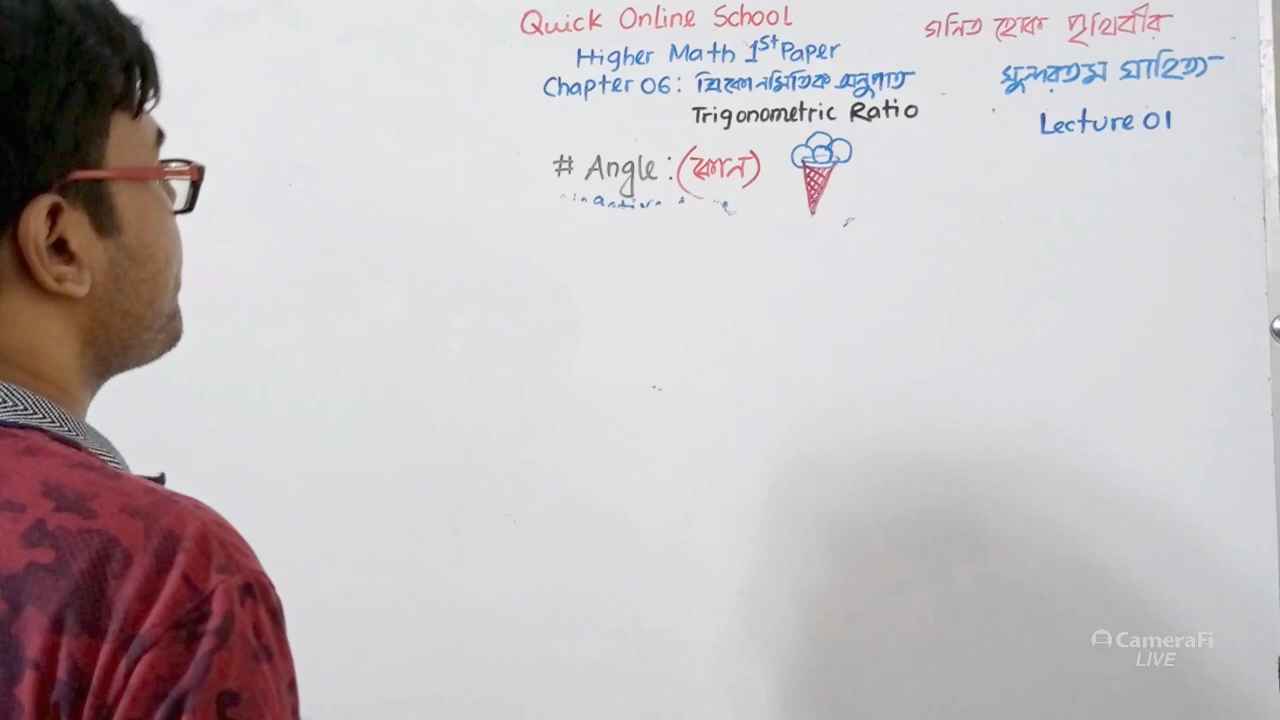 Quick Online School
Higher Math 1st Paper
Chapter 06: ত্রিকোনমিতিক অনুপাত
Trigonometric Ratio
# Angle: (কোন)
গনিত হোক পৃথিবীর
সুন্দরতম সাহিত্য
Lecture 01
CameraFi
LIVE